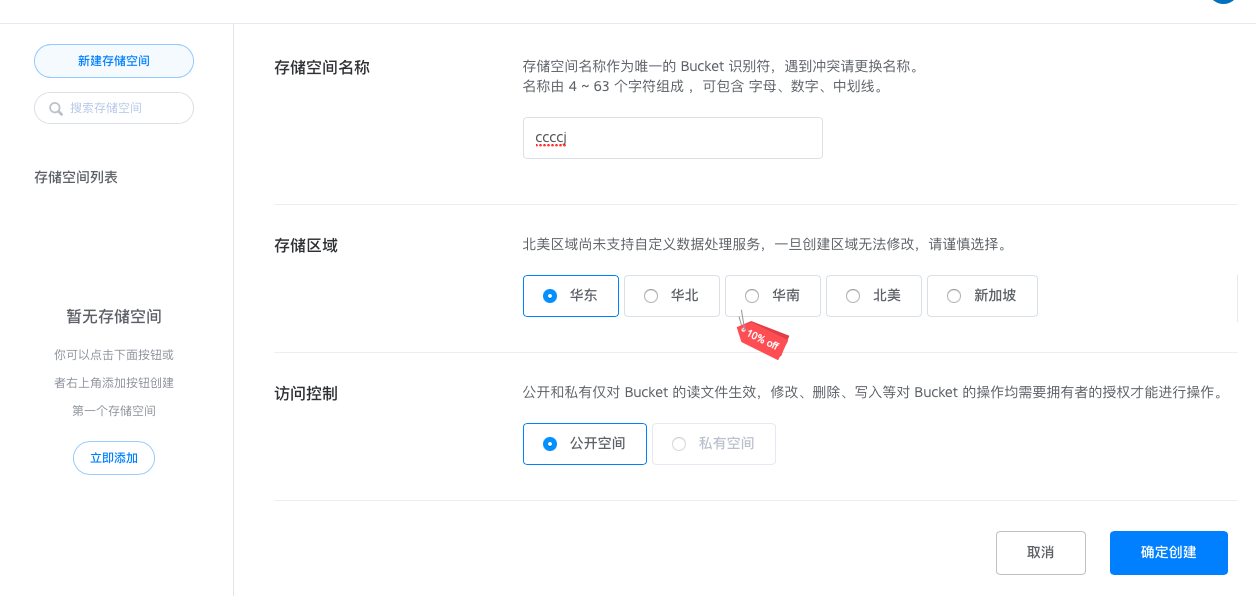 新建存储空间
搜索存储空间
存储空间列表
暂无存储空间
你可以点击下面按钮或
者右上角添加按钮创建
第一个存储空间
立即添加
存储空间名称
存储空间名称作为唯一的 Bucket 识别符，遇到冲突请更换名称。
名称由 4 ~ 63 个字符组成 ，可包含 字母、数字、中划线。
ccccj
存储区域
北美区域尚未支持自定义数据处理服务，一旦创建区域无法修改，请谨慎选择。
华东 华北 华南 北美 新加坡
10% off
访问控制
公开和私有仅对 Bucket 的读文件生效，修改、删除、写入等对 Bucket 的操作均需要拥有者的授权才能进行操作。
公开空间 私有空间
取消 确定创建